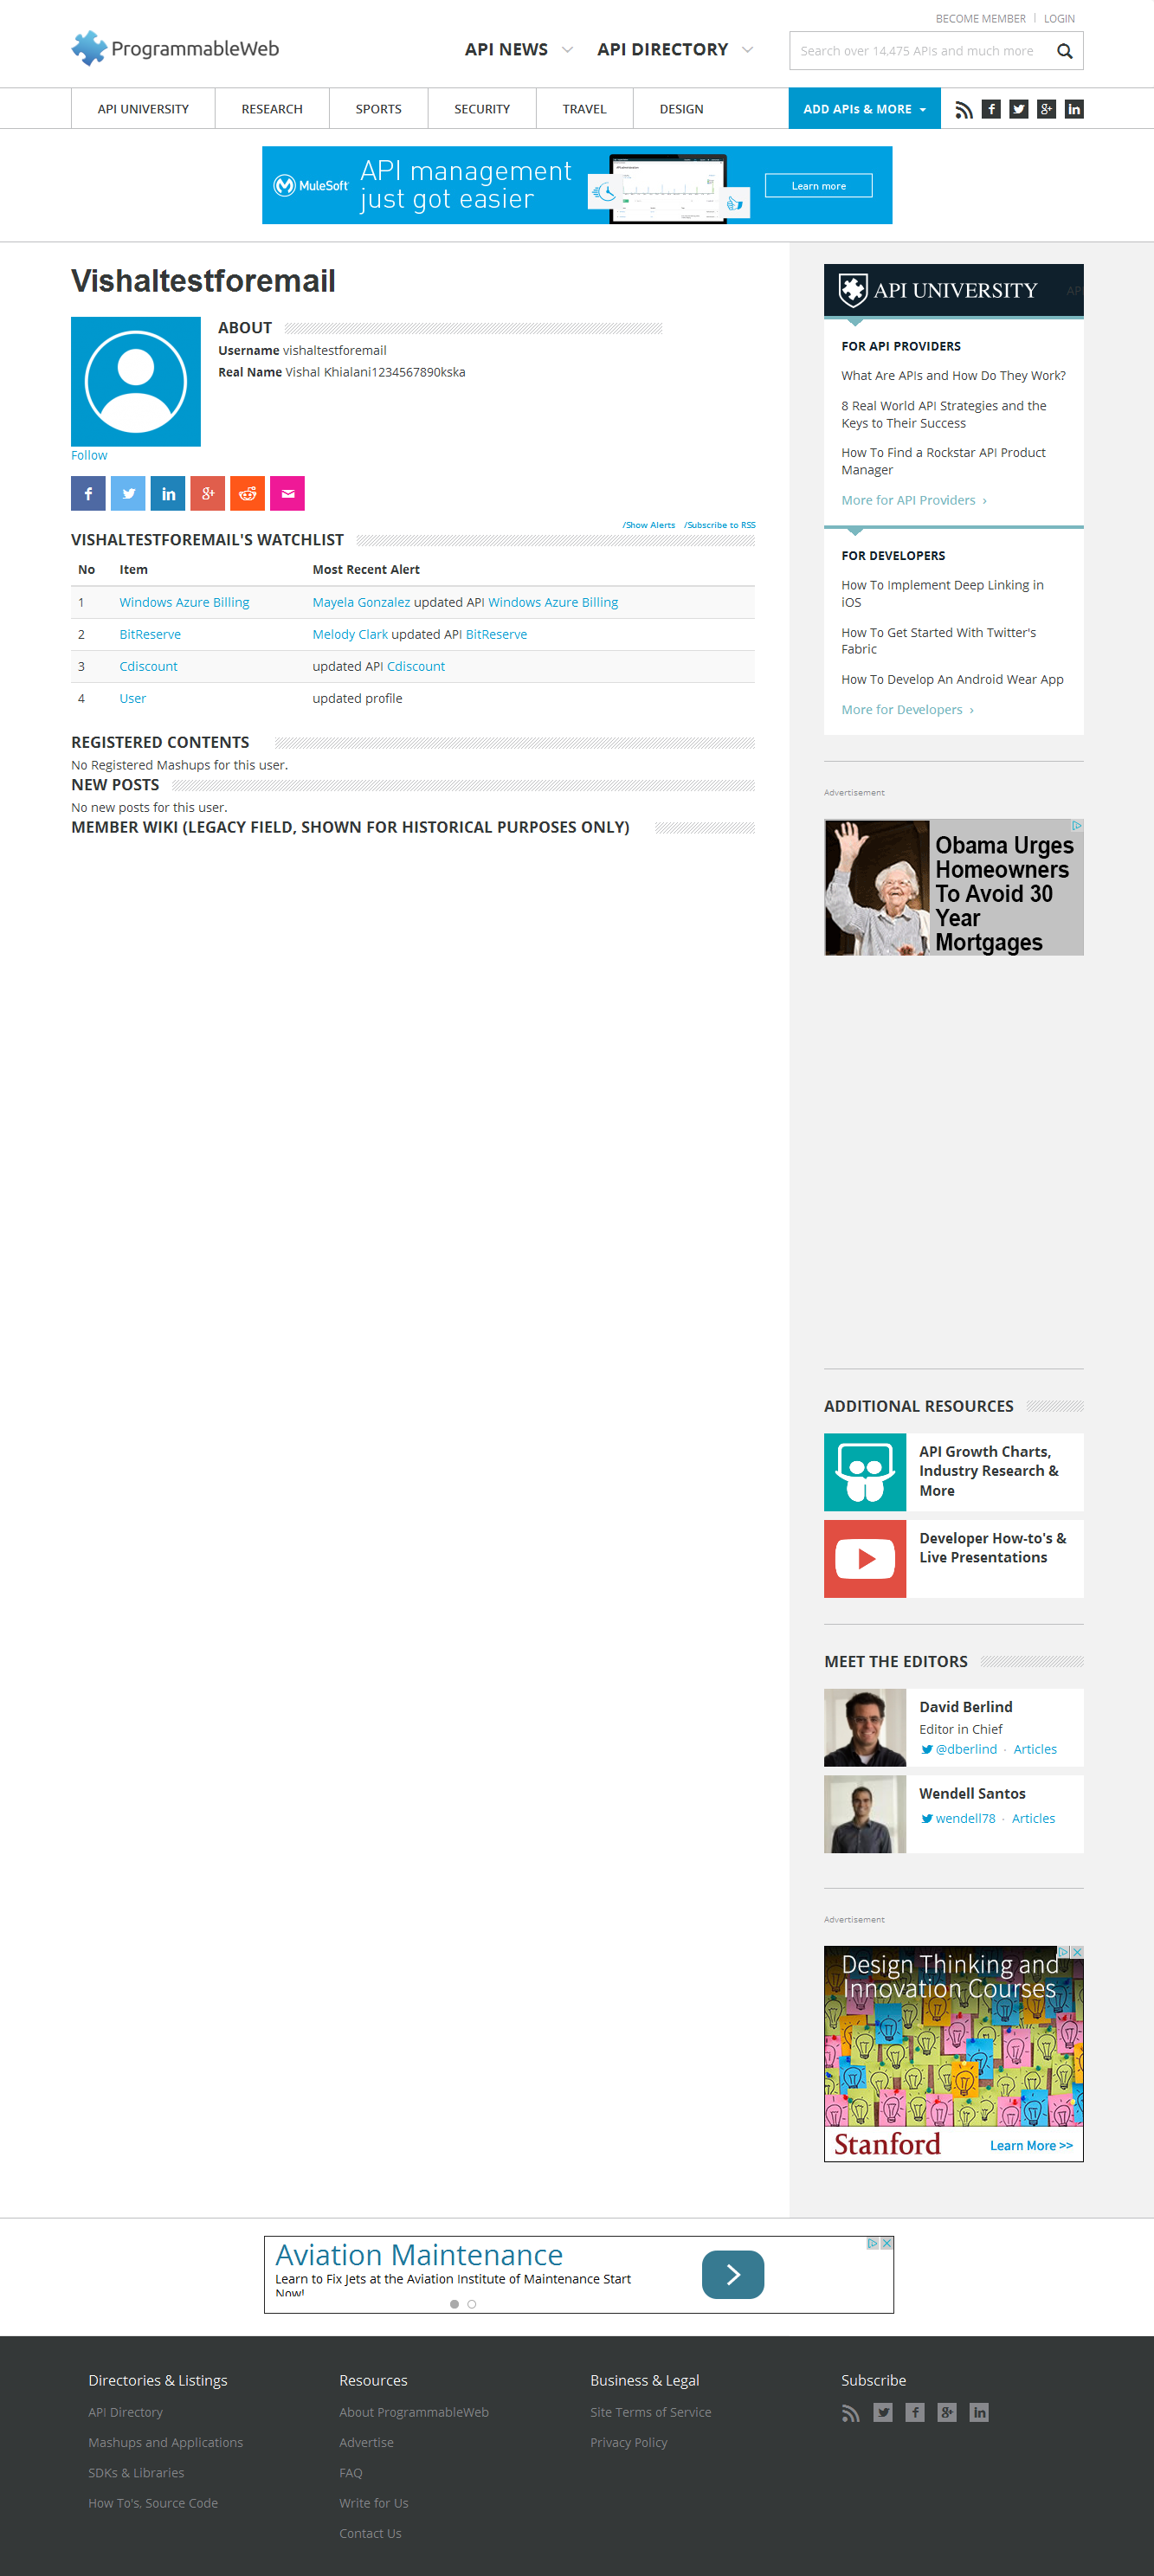 BECOME MEMBER | LOGIN
ProgrammableWeb
API NEWS
API DIRECTORY
Search over 14,475 APIs and much more
API UNIVERSITY
RESEARCH
SPORTS
SECURITY
TRAVEL
DESIGN
ADD APIs & MORE
MuleSoft
API management
just got easier
Learn more
Vishaltestforemail
ABOUT
Username vishaltestforemail
Real Name Vishal Khialani1234567890kska
Follow
/Show Alerts /Subscribe to RSS
VISHALTESTFOREMAIL'S WATCHLIST
No Item Most Recent Alert
1 Windows Azure Billing Mayela Gonzalez updated API Windows Azure Billing
2 BitReserve Melody Clark updated API BitReserve
3 Cdiscount updated API Cdiscount
4 User updated profile
REGISTERED CONTENTS
No Registered Mashups for this user.
NEW POSTS
No new posts for this user.
MEMBER WIKI (LEGACY FIELD, SHOWN FOR HISTORICAL PURPOSES ONLY)
API UNIVERSITY
FOR API PROVIDERS
What Are APIs and How Do They Work?
8 Real World API Strategies and the
Keys to Their Success
How To Find a Rockstar API Product
Manager
More for API Providers ›
FOR DEVELOPERS
How To Implement Deep Linking in
iOS
How To Get Started With Twitter's
Fabric
How To Develop An Android Wear App
More for Developers ›
Advertisement
Obama Urges
Homeowners
To Avoid 30
Year
Mortgages
ADDITIONAL RESOURCES
API Growth Charts,
Industry Research &
More
Developer How-to's &
Live Presentations
MEET THE EDITORS
David Berlind
Editor in Chief
@dberlind · Articles
Wendell Santos
wendell78 · Articles
Advertisement
Design Thinking and
Innovation Courses
Stanford
Learn More >>
Aviation Maintenance
Learn to Fix Jets at the Aviation Institute of Maintenance Start
Now!
Directories & Listings
API Directory
Mashups and Applications
SDKs & Libraries
How To's, Source Code
Resources
About ProgrammableWeb
Advertise
FAQ
Write for Us
Contact Us
Business & Legal
Site Terms of Service
Privacy Policy
Subscribe